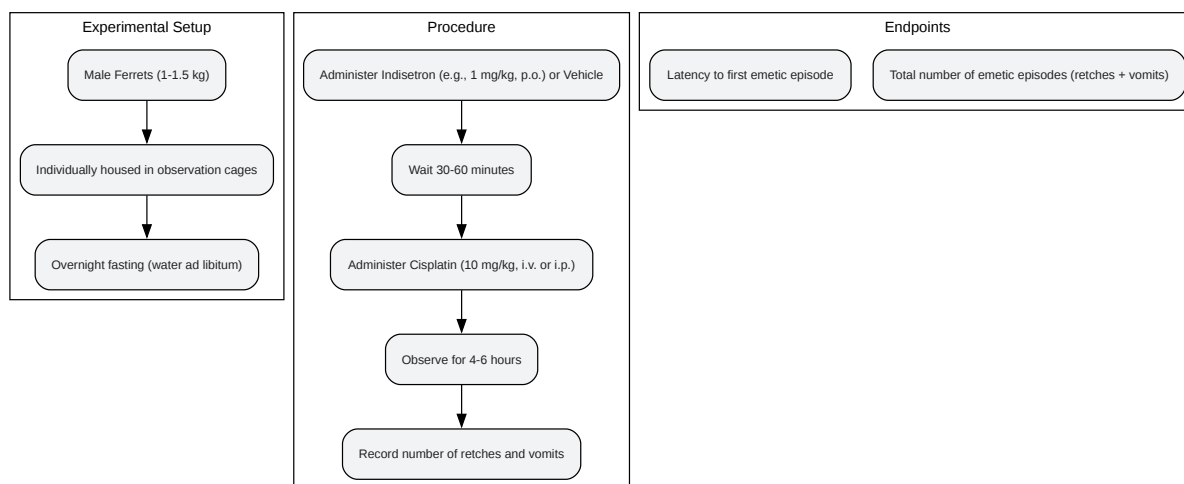 Experimental Setup
Male Ferrets (1-1.5 kg)
Individually housed in observation cages
Overnight fasting (water ad libitum)
Procedure
Administer Indisetron (e.g., 1 mg/kg, p.o.) or Vehicle
Wait 30-60 minutes
Administer Cisplatin (10 mg/kg, i.v. or i.p.)
Observe for 4-6 hours
Record number of retches and vomits
Endpoints
Latency to first emetic episode
Total number of emetic episodes (retches + vomits)